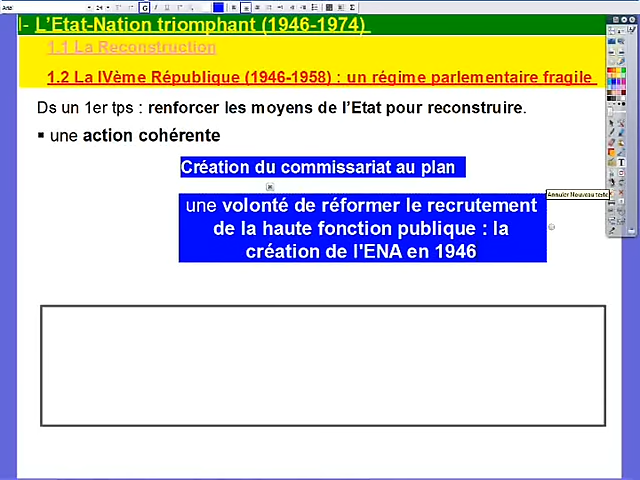 Arial
24
G
I- L’Etat-Nation triomphant (1946-1974)
1.1 La Reconstruction
1.2 La IVème République (1946-1958) : un régime parlementaire fragile
Ds un 1er tps : renforcer les moyens de l’Etat pour reconstruire.
▪ une action cohérente
Création du commissariat au plan
Annuler Nouveau texte
une volonté de réformer le recrutement
de la haute fonction publique : la
création de l'ENA en 1946